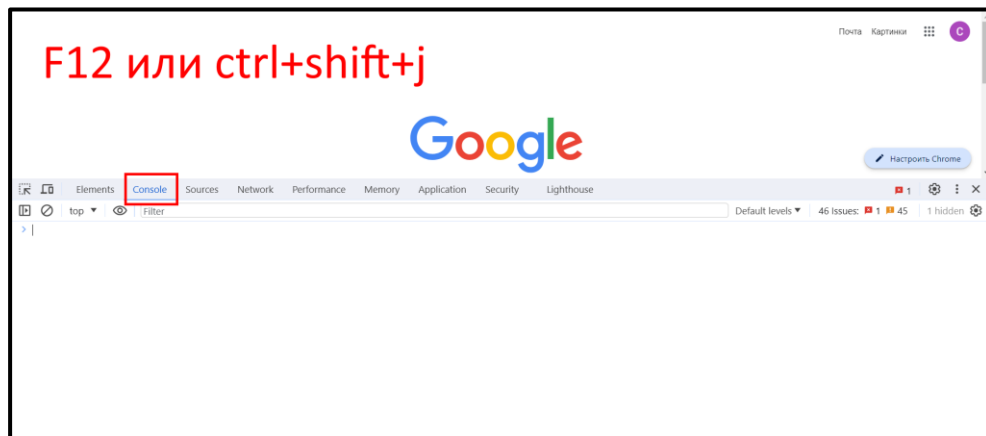 Почта Картинки С
F12 или ctrl+shift+j
Google
Настроить Chrome
Elements Console Sources Network Performance Memory Application Security Lighthouse 1
top Filter Default levels 46 Issues: 1 45 1 hidden
>